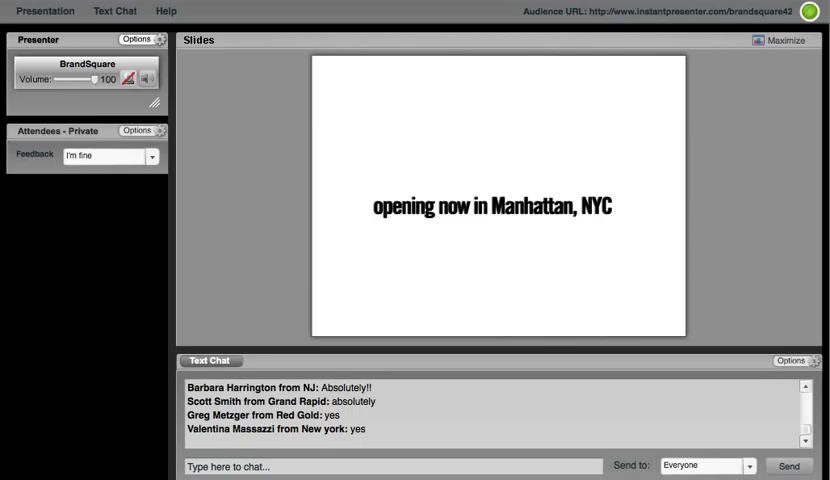 Presentation Text Chat Help Audience URL: http://www.instantpresenter.com/brandsquare42
Presenter Options
BrandSquare
Volume: 100
Attendees - Private Options
Feedback I'm fine
Slides Maximize
opening now in Manhattan, NYC
Text Chat Options
Barbara Harrington from NJ: Absolutely!!
Scott Smith from Grand Rapid: absolutely
Greg Metzger from Red Gold: yes
Valentina Massazzi from New york: yes
Type here to chat... Send to: Everyone Send